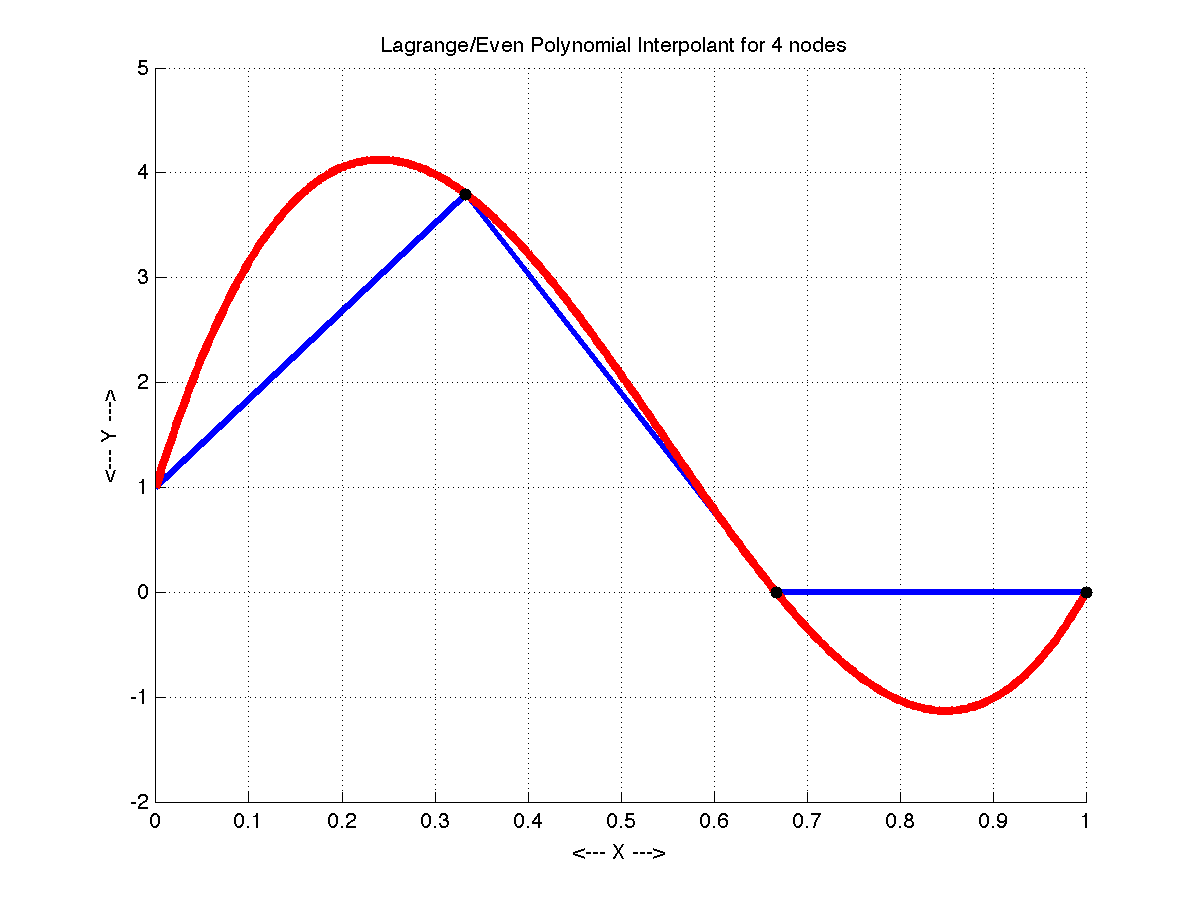 Lagrange/Even Polynomial Interpolant for 4 nodes
5
4
3
2
1
0
-1
-2
<--- Y --->
0 0.1 0.2 0.3 0.4 0.5 0.6 0.7 0.8 0.9 1
<--- X --->